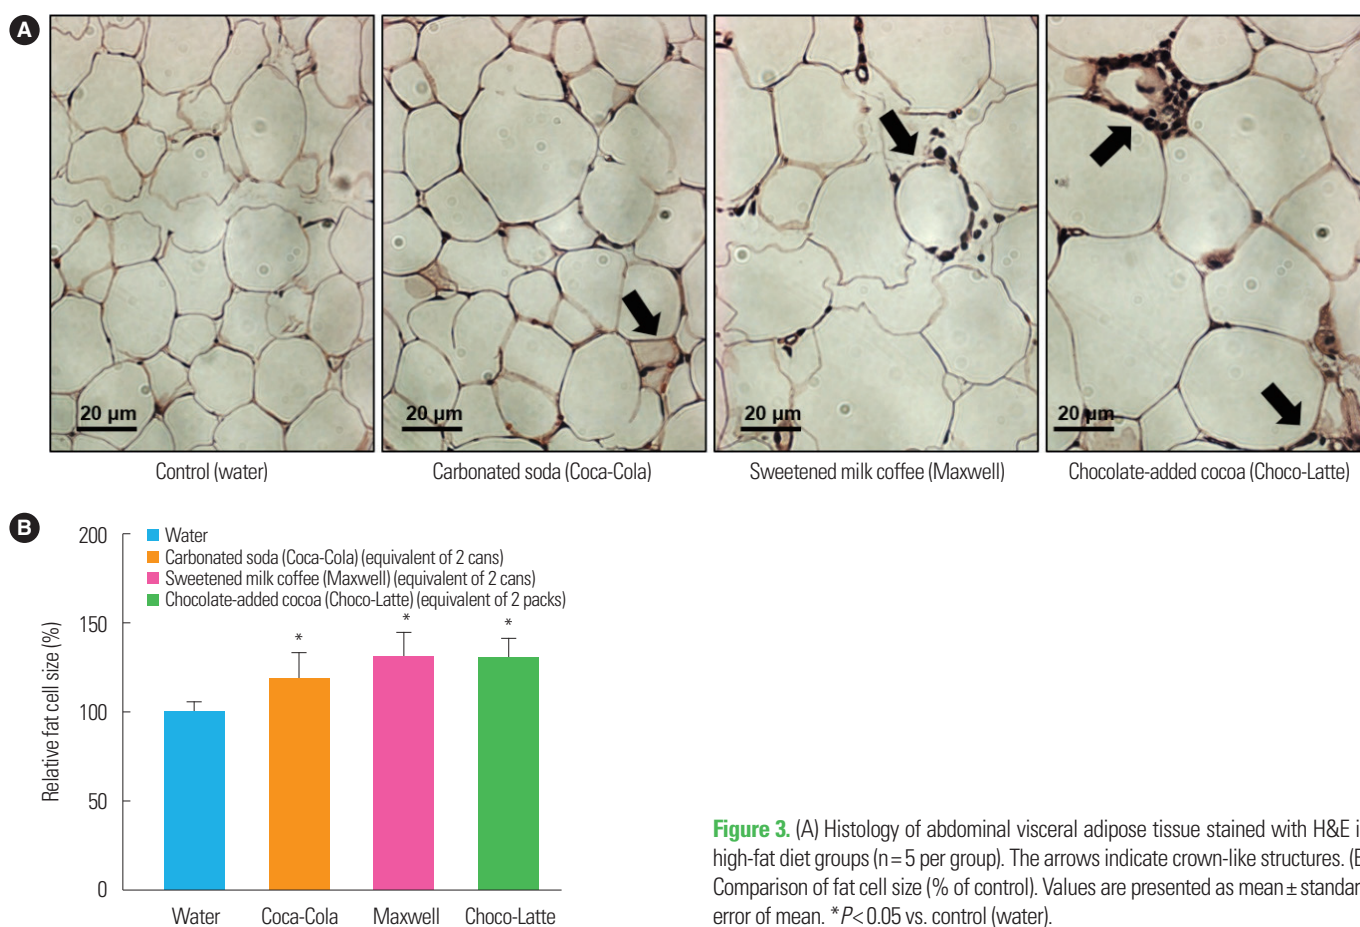 A
20 µm
20 µm
20 µm
20 µm
Control (water)
Carbonated soda (Coca-Cola)
Sweetened milk coffee (Maxwell)
Chocolate-added cocoa (Choco-Latte)
B
Relative fat cell size (%)
200
150
100
50
0
Water
Carbonated soda (Coca-Cola) (equivalent of 2 cans)
Sweetened milk coffee (Maxwell) (equivalent of 2 cans)
Chocolate-added cocoa (Choco-Latte) (equivalent of 2 packs)
*
*
*
Water
Coca-Cola
Maxwell
Choco-Latte
Figure 3. (A) Histology of abdominal visceral adipose tissue stained with H&E i
high-fat diet groups (n=5 per group). The arrows indicate crown-like structures. (
Comparison of fat cell size (% of control). Values are presented as mean±standar
error of mean. *P<0.05 vs. control (water).